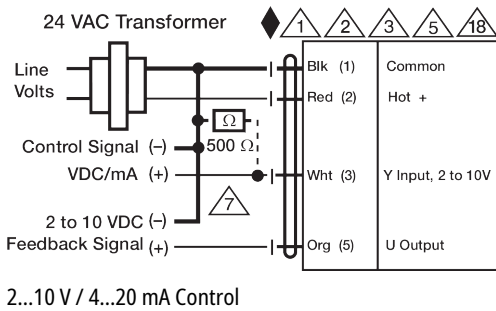 24 VAC Transformer
1 2 3 5 18
Line
Volts
Blk (1) Common
Red (2) Hot +
Ω
500 Ω
Control Signal (–)
VDC/mA (+)
Wht (3) Y Input, 2 to 10V
7
2 to 10 VDC (–)
Feedback Signal (+)
Org (5) U Output
2...10 V / 4...20 mA Control